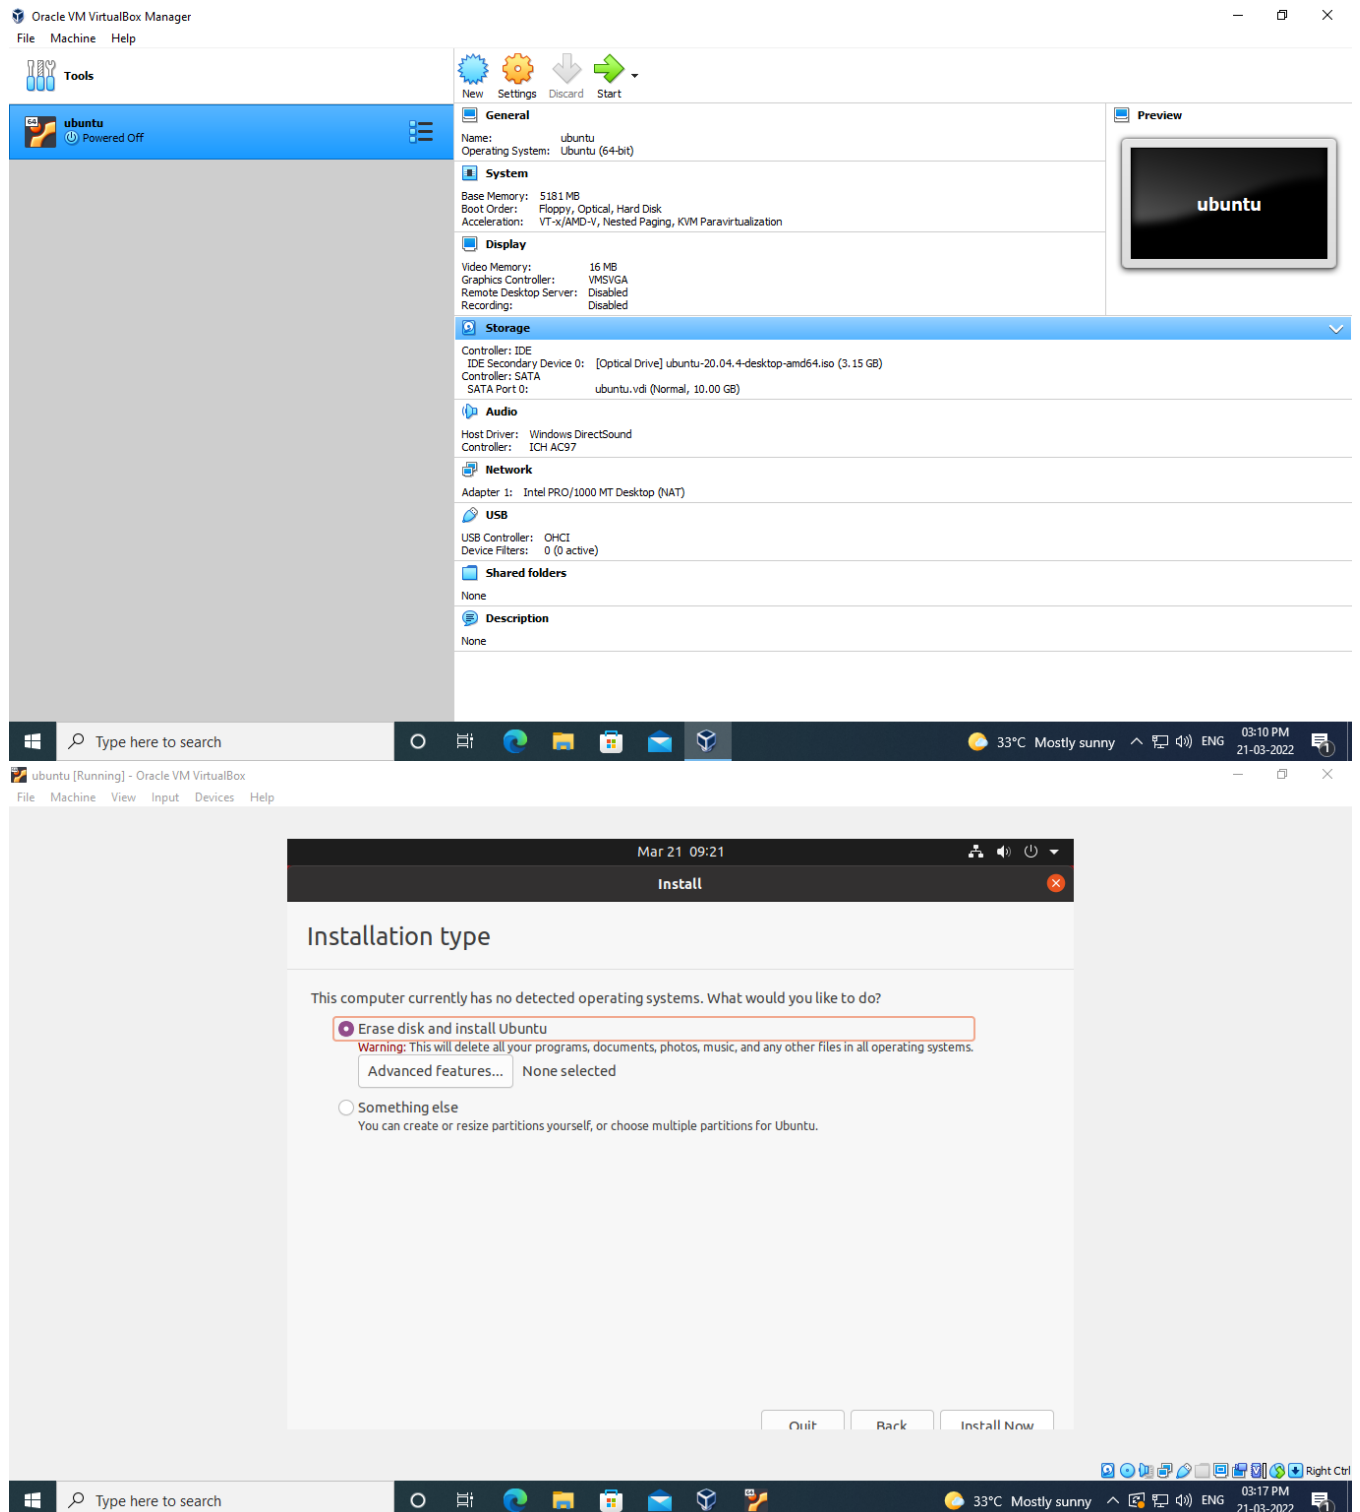 Oracle VM VirtualBox Manager
File Machine Help
Tools
New Settings Discard Start
64 ubuntu
Powered Off
General
Name: ubuntu
Operating System: Ubuntu (64-bit)
Preview
ubuntu
System
Base Memory: 5181 MB
Boot Order: Floppy, Optical, Hard Disk
Acceleration: VT-x/AMD-V, Nested Paging, KVM Paravirtualization
Display
Video Memory: 16 MB
Graphics Controller: VMSVGA
Remote Desktop Server: Disabled
Recording: Disabled
Storage
Controller: IDE
IDE Secondary Device 0: [Optical Drive] ubuntu-20.04.4-desktop-amd64.iso (3.15 GB)
Controller: SATA
SATA Port 0: ubuntu.vdi (Normal, 10.00 GB)
Audio
Host Driver: Windows DirectSound
Controller: ICH AC97
Network
Adapter 1: Intel PRO/1000 MT Desktop (NAT)
USB
USB Controller: OHCI
Device Filters: 0 (0 active)
Shared folders
None
Description
None
Type here to search
33°C Mostly sunny ENG 03:10 PM
21-03-2022 1
ubuntu [Running] - Oracle VM VirtualBox
File Machine View Input Devices Help
Mar 21 09:21
Install
Installation type
This computer currently has no detected operating systems. What would you like to do?
Erase disk and install Ubuntu
Warning: This will delete all your programs, documents, photos, music, and any other files in all operating systems.
Advanced features... None selected
Something else
You can create or resize partitions yourself, or choose multiple partitions for Ubuntu.
Quit Back Install Now
Right Ctrl
Type here to search
33°C Mostly sunny ENG 03:17 PM
21-03-2022